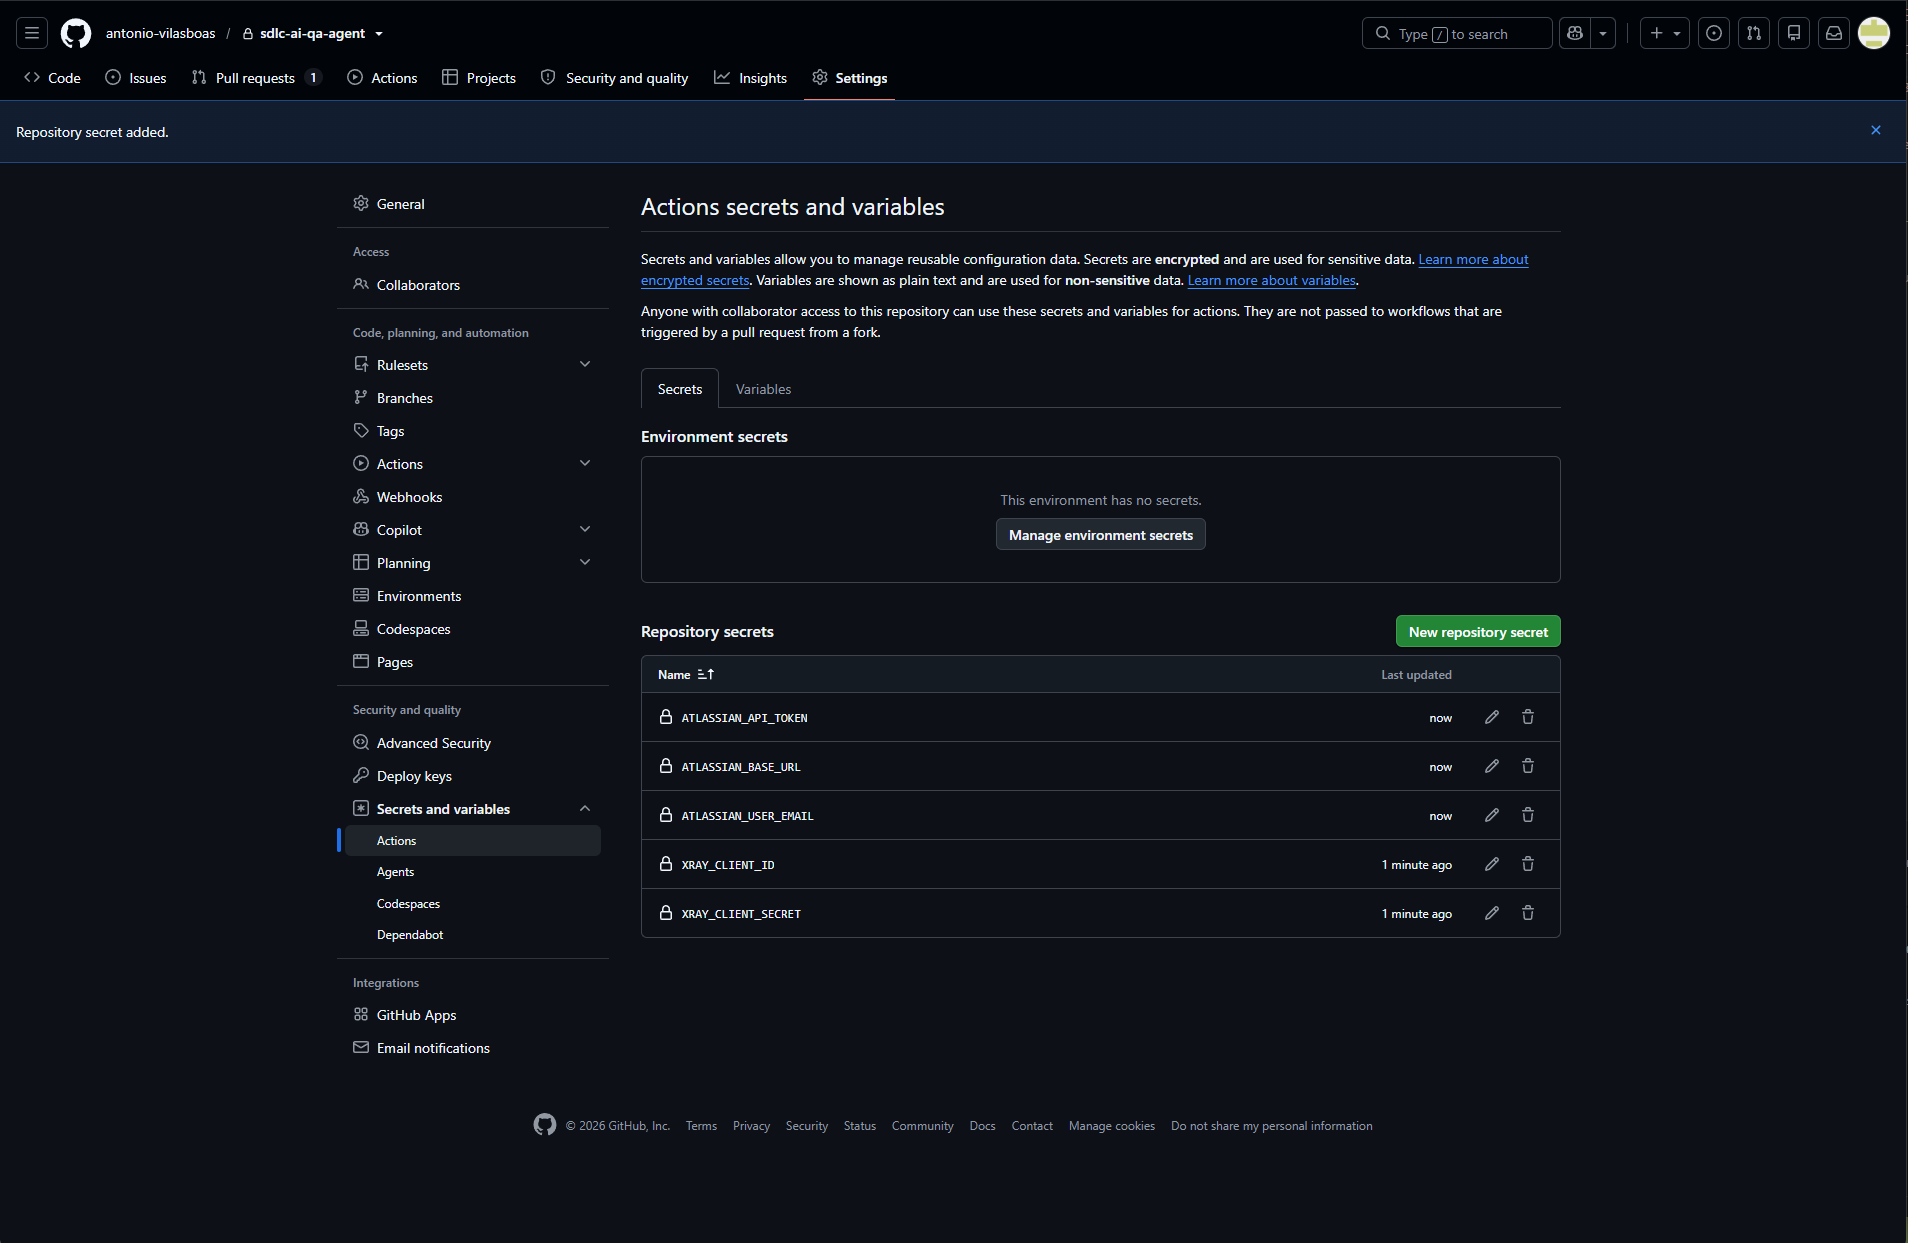 antonio-vilasboas / sdlc-ai-qa-agent
Type / to search
Code
Issues
Pull requests 1
Actions
Projects
Security and quality
Insights
Settings
Repository secret added.
General
Access
Collaborators
Code, planning, and automation
Rulesets
Branches
Tags
Actions
Webhooks
Copilot
Planning
Environments
Codespaces
Pages
Security and quality
Advanced Security
Deploy keys
Secrets and variables
Actions
Agents
Codespaces
Dependabot
Integrations
GitHub Apps
Email notifications
Actions secrets and variables
Secrets and variables allow you to manage reusable configuration data. Secrets are encrypted and are used for sensitive data. Learn more about
encrypted secrets. Variables are shown as plain text and are used for non-sensitive data. Learn more about variables.
Anyone with collaborator access to this repository can use these secrets and variables for actions. They are not passed to workflows that are
triggered by a pull request from a fork.
Secrets
Variables
Environment secrets
This environment has no secrets.
Manage environment secrets
Repository secrets
New repository secret
Name Last updated
ATLASSIAN_API_TOKEN now
ATLASSIAN_BASE_URL now
ATLASSIAN_USER_EMAIL now
XRAY_CLIENT_ID 1 minute ago
XRAY_CLIENT_SECRET 1 minute ago
© 2026 GitHub, Inc. Terms Privacy Security Status Community Docs Contact Manage cookies Do not share my personal information